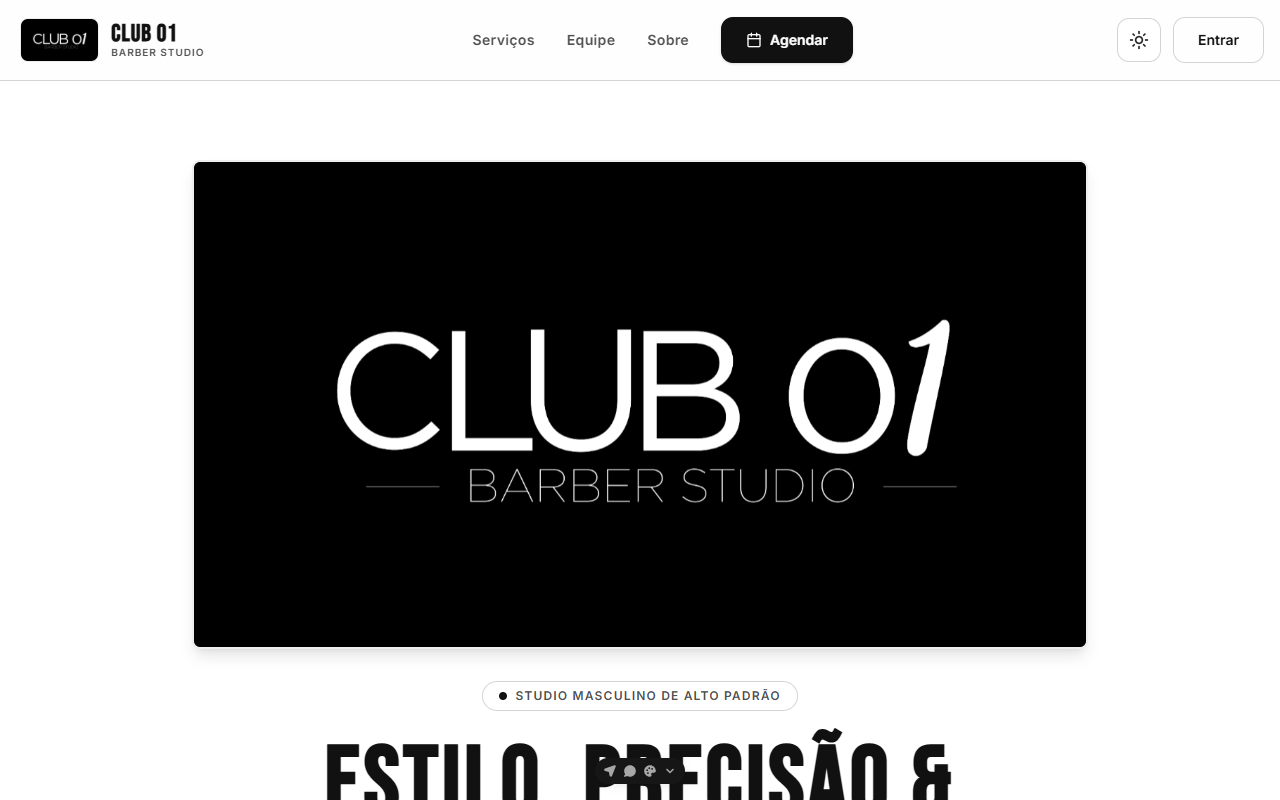 CLUB 01
CLUB 01
BARBER STUDIO
Serviços
Equipe
Sobre
Agendar
Entrar
CLUB 01
BARBER STUDIO
STUDIO MASCULINO DE ALTO PADRÃO
ESTILO, PRECISÃO &